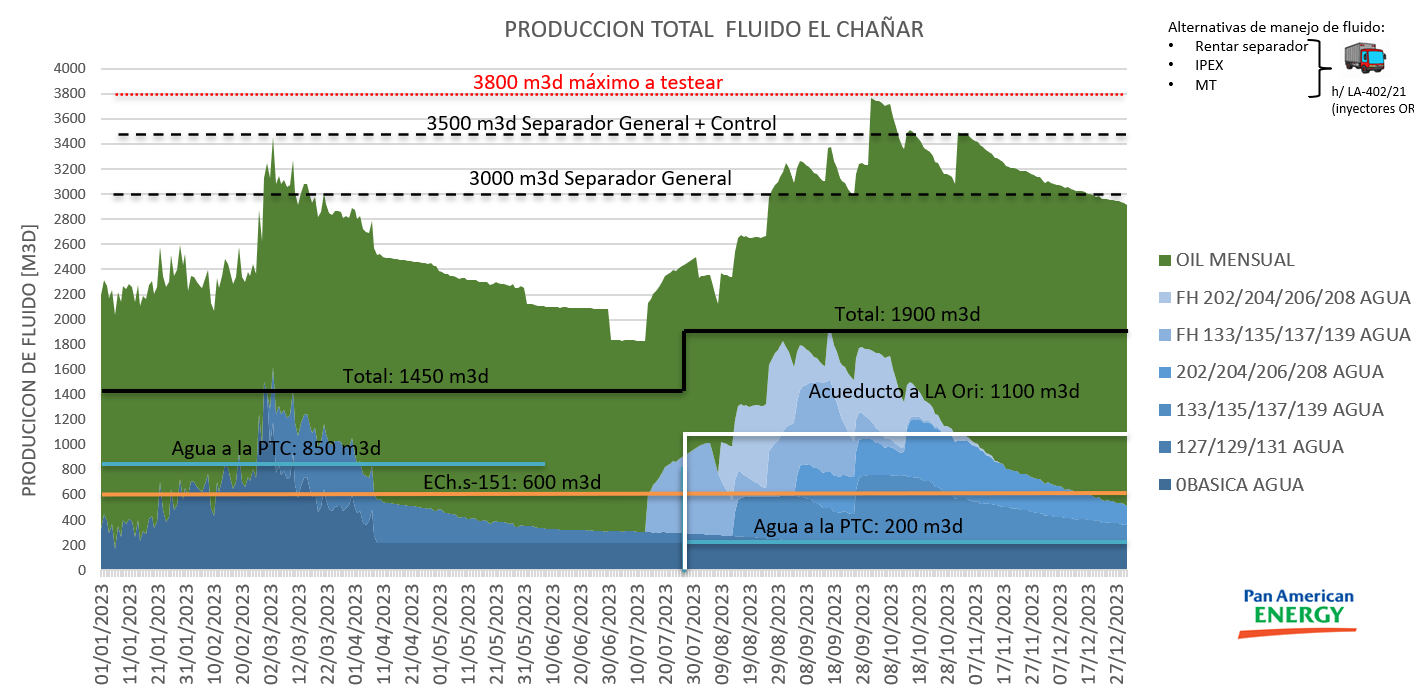 PRODUCCION TOTAL  FLUIDO EL CHAÑAR
Alternativas de manejo de fluido:
• Rentar separador
• IPEX
• MT
h/ LA-402/21
(inyectores OR
PRODUCICON DE FLUIDO [M3D]
4000
3800
3600
3400
3200
3000
2800
2600
2400
2200
2000
1800
1600
1400
1200
1000
800
600
400
200
0
3800 m3d máximo a testear
3500 m3d Separador General + Control
3000 m3d Separador General
Total: 1900 m3d
Total: 1450 m3d
Acueducto a LA Ori: 1100 m3d
Agua a la PTC: 850 m3d
ECh.s-151: 600 m3d
Agua a la PTC: 200 m3d
01/01/2023
11/01/2023
21/01/2023
31/01/2023
10/02/2023
20/02/2023
02/03/2023
12/03/2023
22/03/2023
01/04/2023
11/04/2023
21/04/2023
01/05/2023
11/05/2023
21/05/2023
31/05/2023
10/06/2023
20/06/2023
30/06/2023
10/07/2023
20/07/2023
30/07/2023
09/08/2023
19/08/2023
29/08/2023
08/09/2023
18/09/2023
28/09/2023
08/10/2023
18/10/2023
28/10/2023
07/11/2023
17/11/2023
27/11/2023
07/12/2023
17/12/2023
27/12/2023
OIL MENSUAL
FH 202/204/206/208 AGUA
FH 133/135/137/139 AGUA
202/204/206/208 AGUA
133/135/137/139 AGUA
127/129/131 AGUA
0BASICA AGUA
Pan American
ENERGY